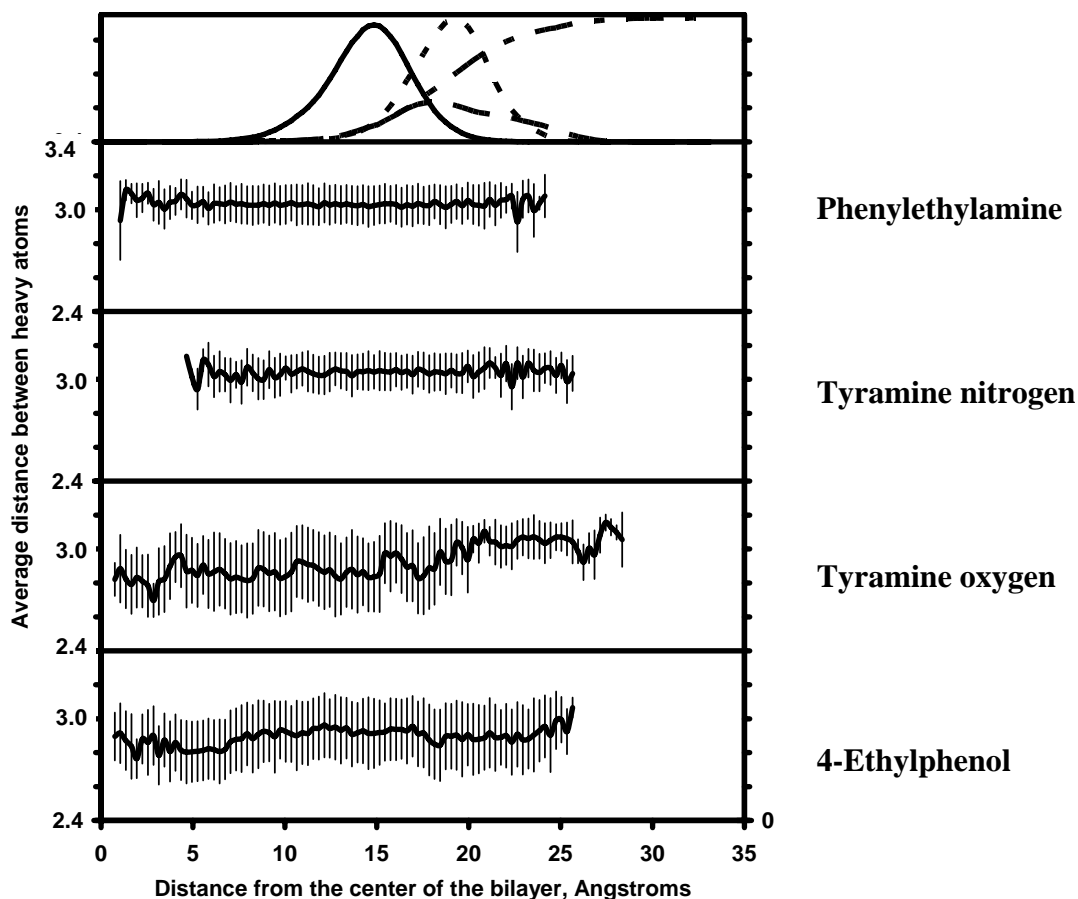 3.4
3.0
2.4
3.0
2.4
3.0
2.4
3.0
2.4
0
0 5 10 15 20 25 30 35
Distance from the center of the bilayer, Angstroms
Average distance between heavy atoms
Phenylethylamine
Tyramine nitrogen
Tyramine oxygen
4-Ethylphenol